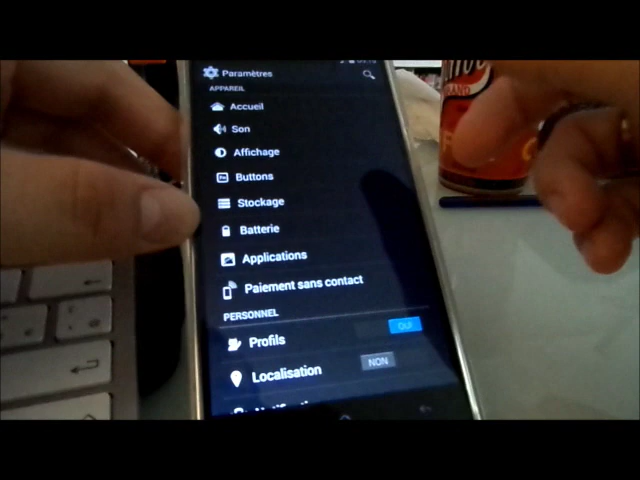 Paramètres
APPAREIL
Accueil
Son
Affichage
Buttons
Stockage
Batterie
Applications
Paiement sans contact
PERSONNEL
Profils OUI
Localisation NON